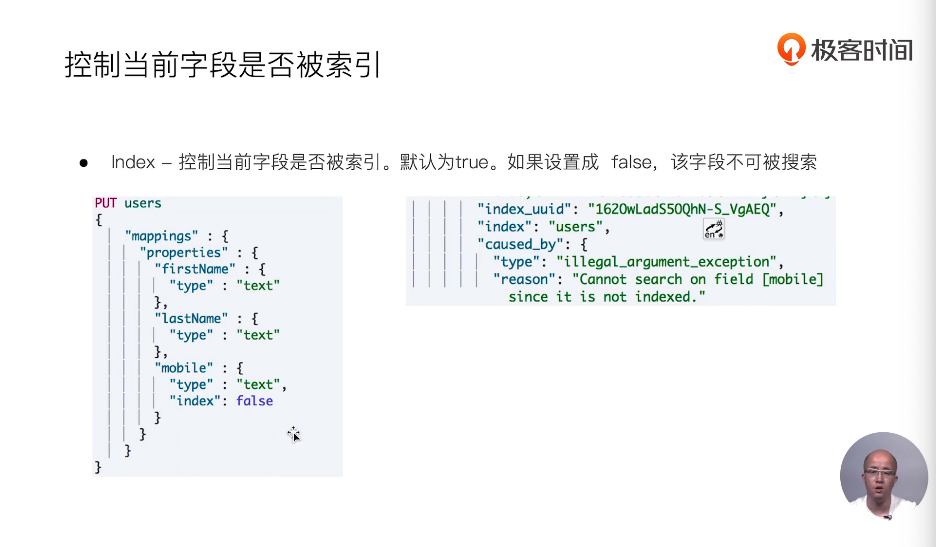 控制当前字段是否被索引
极客时间
● Index – 控制当前字段是否被索引。默认为true。如果设置成 false，该字段不可被搜索
PUT users
{
"mappings" : {
"properties" : {
"firstName" : {
"type" : "text"
},
"lastName" : {
"type" : "text"
},
"mobile" : {
"type" : "text",
"index": false
}
}
}
}
"index_uuid": "162OwLadS5OQhN-S_VgAEQ",
"index": "users",
"caused_by": {
"type": "illegal_argument_exception",
"reason": "Cannot search on field [mobile]
since it is not indexed."
en